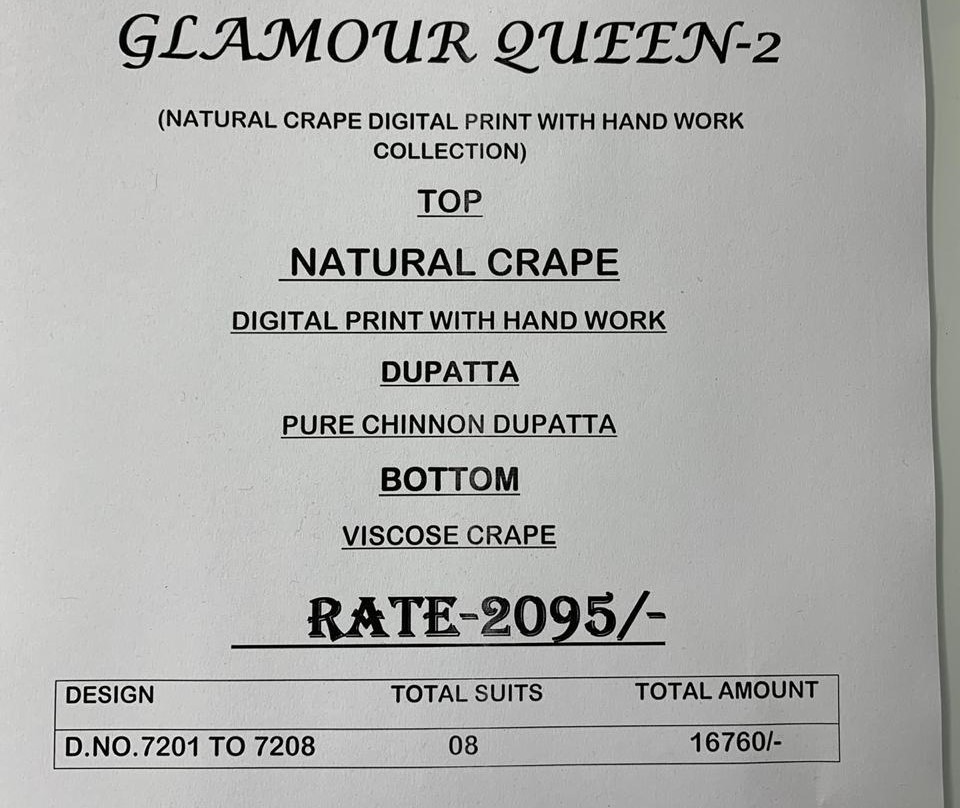 GLAMOUR QUEEN-2
(NATURAL CRAPE DIGITAL PRINT WITH HAND WORK
COLLECTION)
TOP
NATURAL CRAPE
DIGITAL PRINT WITH HAND WORK
DUPATTA
PURE CHINNON DUPATTA
BOTTOM
VISCOSE CRAPE
RATE-2095/-
DESIGN TOTAL SUITS TOTAL AMOUNT
D.NO.7201 TO 7208 08 16760/-